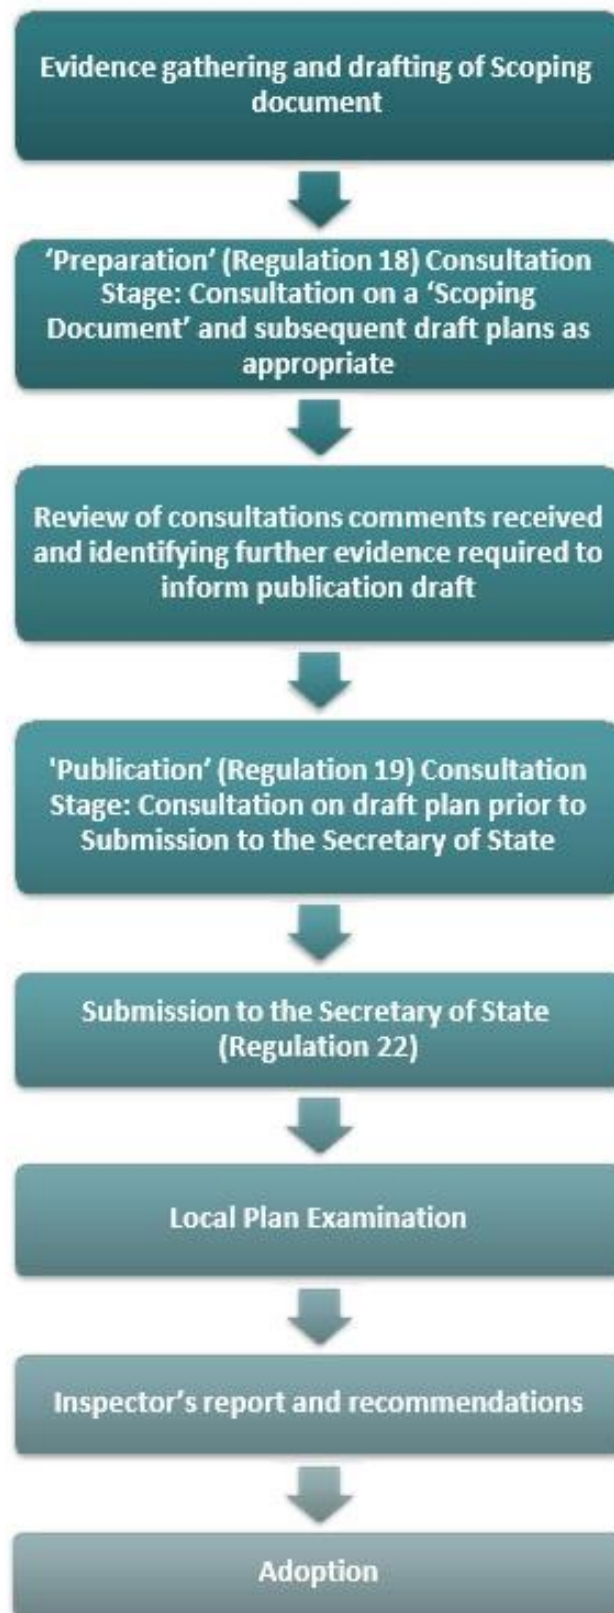 Evidence gathering and drafting of Scoping
document
‘Preparation’ (Regulation 18) Consultation
Stage: Consultation on a ‘Scoping
Document’ and subsequent draft plans as
appropriate
Review of consultations comments received
and identifying further evidence required to
inform publication draft
'Publication’ (Regulation 19) Consultation
Stage: Consultation on draft plan prior to
Submission to the Secretary of State
Submission to the Secretary of State
(Regulation 22)
Local Plan Examination
Inspector’s report and recommendations
Adoption